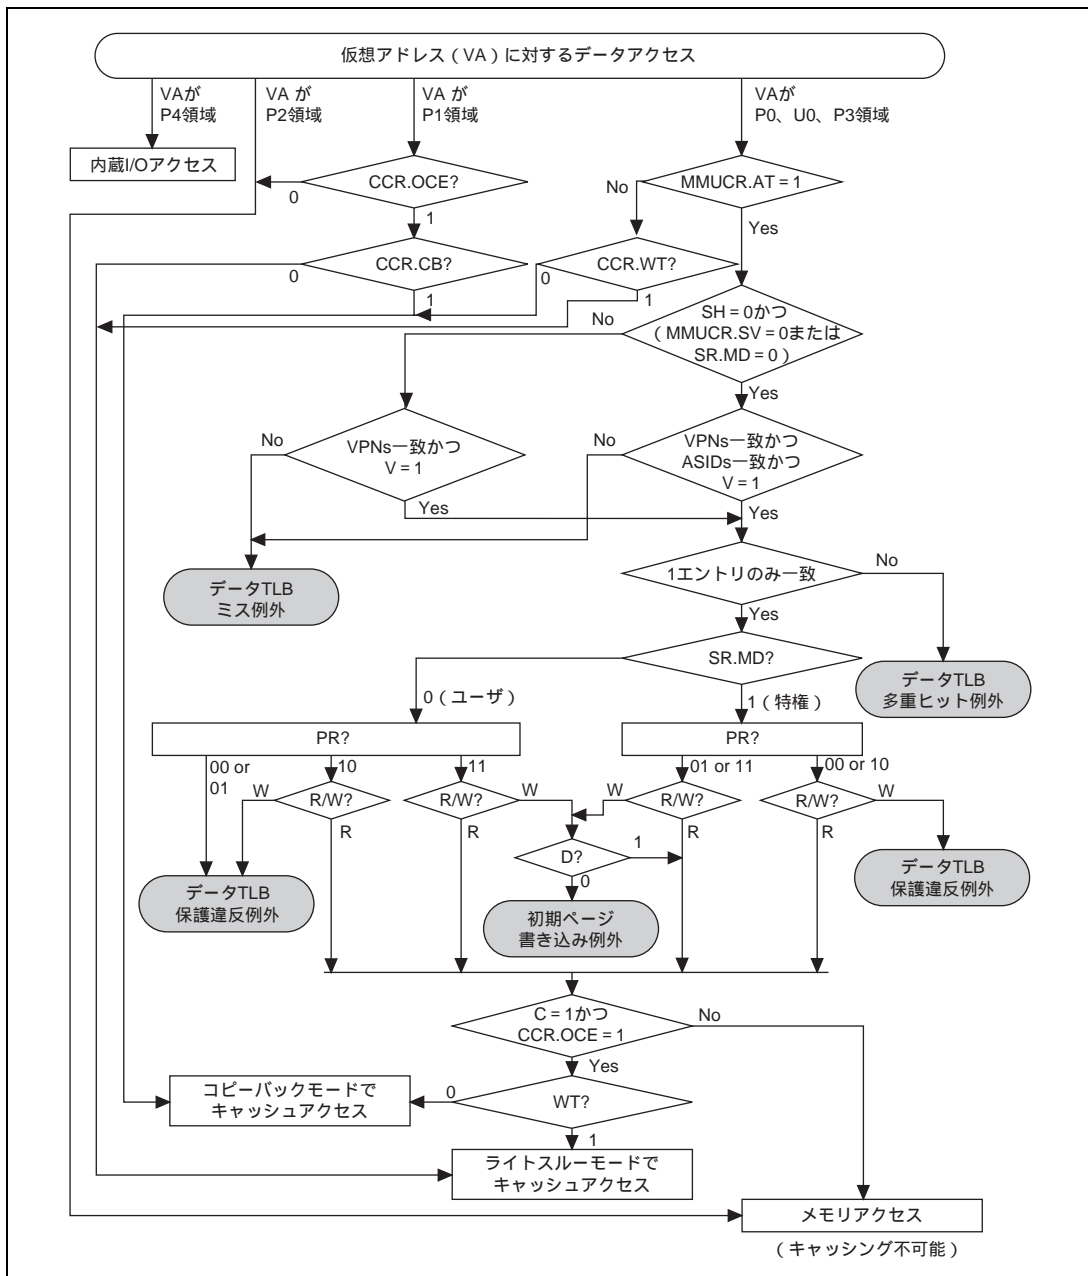 仮想アドレス（VA）に対するデータアクセス
VAが
P4領域
VA が
P2領域
VA が
P1領域
VAが
P0、U0、P3領域
内蔵I/Oアクセス
CCR.OCE?
0
1
MMUCR.AT = 1
No
Yes
CCR.CB?
0
1
CCR.WT?
0
1
SH = 0かつ
（MMUCR.SV = 0または
SR.MD = 0）
No
Yes
VPNs一致かつ
V = 1
No
Yes
VPNs一致かつ
ASIDs一致かつ
V = 1
No
Yes
データTLB
ミス例外
1エントリのみ一致
No
Yes
SR.MD?
データTLB
多重ヒット例外
0（ユーザ）
1（特権）
PR?
PR?
00 or
01
10
11
01 or 11
00 or 10
W
R/W?
R/W?
W
W
R/W?
R/W?
W
R
R
R
R
D?
1
0
データTLB
保護違反例外
初期ページ
書き込み例外
データTLB
保護違反例外
C = 1かつ
CCR.OCE = 1
No
Yes
コピーバックモードで
キャッシュアクセス
0
WT?
1
ライトスルーモードで
キャッシュアクセス
メモリアクセス
（キャッシング不可能）